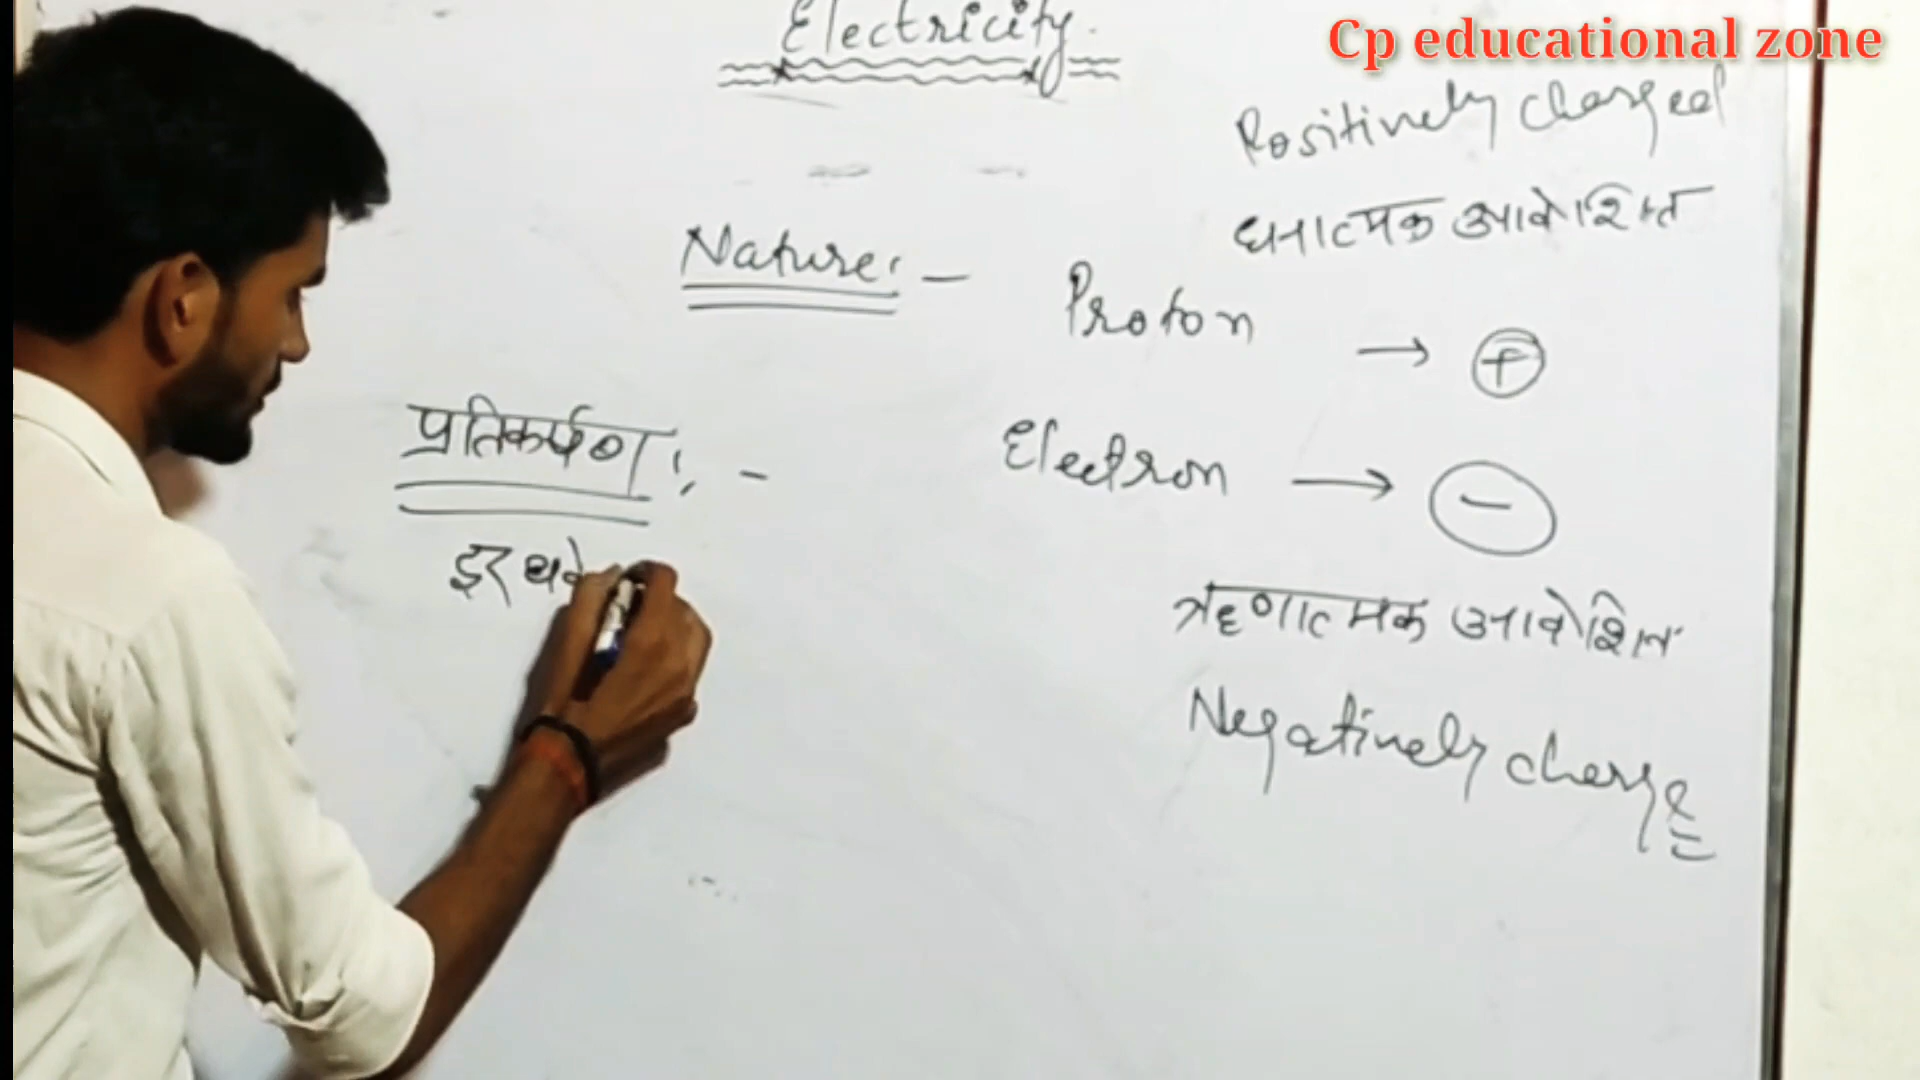 Electricity.
Cp educational zone
Positively charged
धनात्मक आवेशित
Nature: -
Proton → +
प्रतिकर्षण :, -
Electron → -
ऋणात्मक आवेशित
Negatively charge